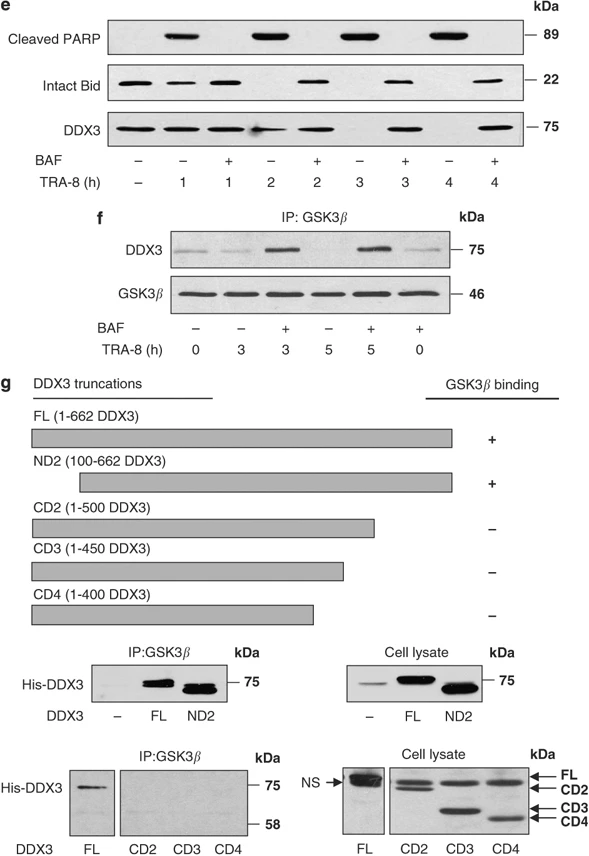 e
kDa
Cleaved PARP
89
Intact Bid
22
DDX3
75
BAF – – + – + – + – +
TRA-8 (h) – 1 1 2 2 3 3 4 4
f
IP: GSK3β
kDa
DDX3
75
GSK3β
46
BAF – – + – + +
TRA-8 (h) 0 3 3 5 5 0
g
DDX3 truncations
GSK3β binding
FL (1-662 DDX3)
+
ND2 (100-662 DDX3)
+
CD2 (1-500 DDX3)
–
CD3 (1-450 DDX3)
–
CD4 (1-400 DDX3)
–
IP:GSK3β kDa
His-DDX3
75
DDX3 – FL ND2
Cell lysate kDa
75
– FL ND2
IP:GSK3β kDa
His-DDX3
75
58
DDX3 FL CD2 CD3 CD4
Cell lysate kDa
NS
FL
CD2
CD3
CD4
FL CD2 CD3 CD4